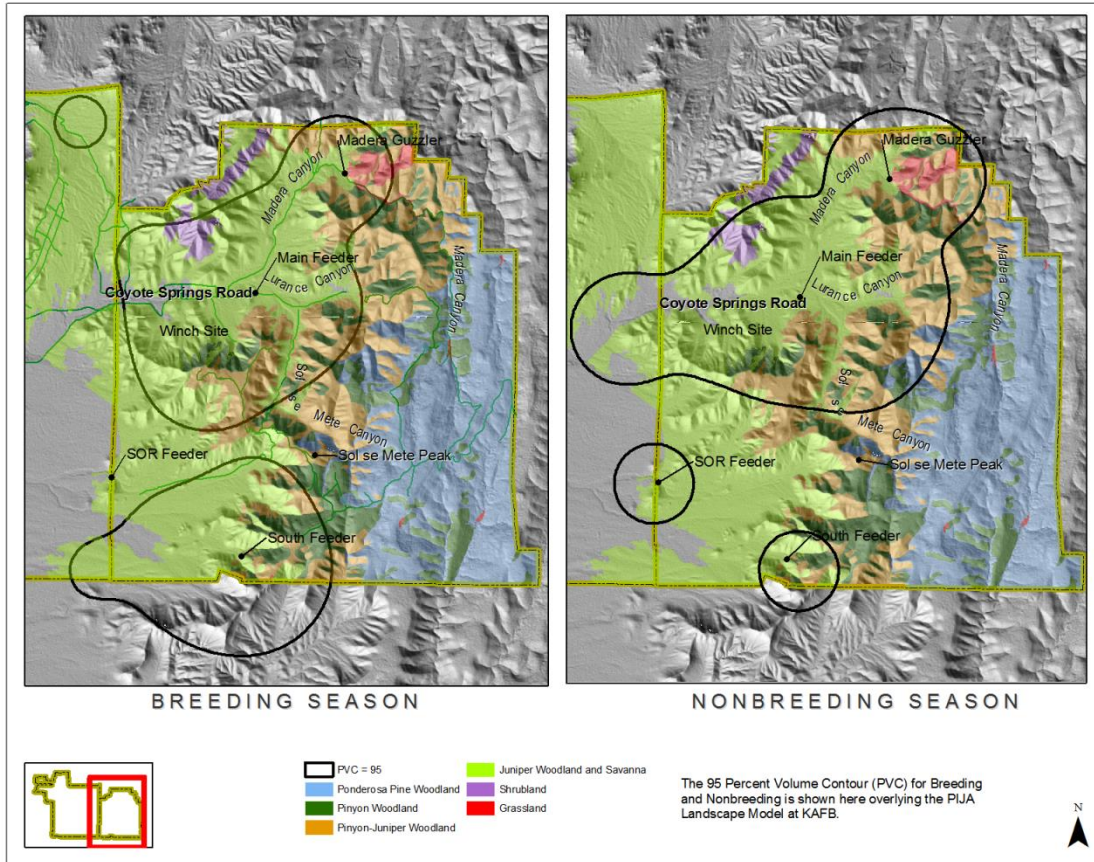 Madera Guzzler
Madera Canyon
Main Feeder
Lurance Canyon
Madera Canyon
Coyote Springs Road
Winch Site
Sol se Mete Canyon
SOR Feeder
Sol se Mete Peak
South Feeder
BREEDING SEASON
Madera Guzzler
Madera Canyon
Main Feeder
Lurance Canyon
Madera Canyon
Coyote Springs Road
Winch Site
Sol se Mete Canyon
SOR Feeder
Sol se Mete Peak
South Feeder
NONBREEDING SEASON
PVC = 95
Ponderosa Pine Woodland
Pinyon Woodland
Pinyon-Juniper Woodland
Juniper Woodland and Savanna
Shrubland
Grassland
The 95 Percent Volume Contour (PVC) for Breeding
and Nonbreeding is shown here overlying the PIJA
Landscape Model at KAFB.
N